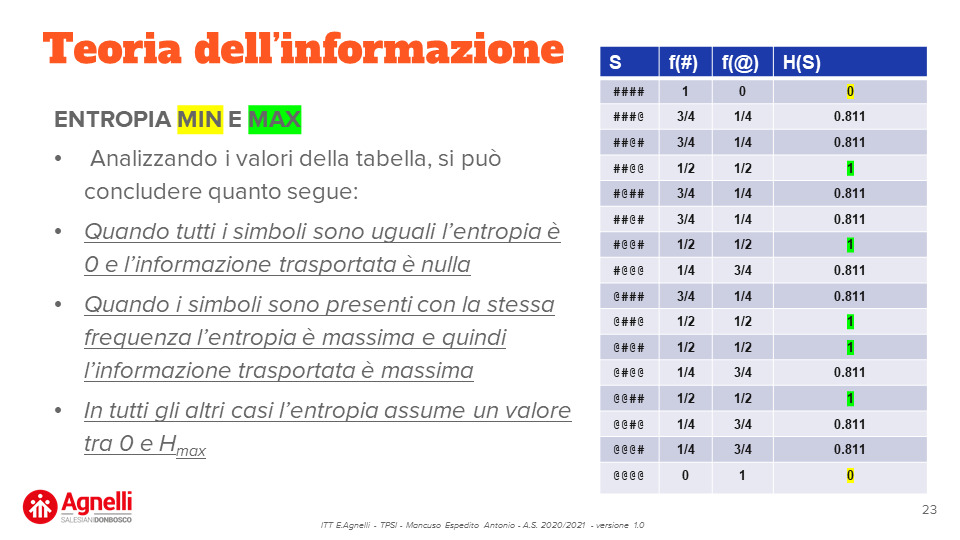 Teoria dell'informazione
ENTROPIA MIN E MAX
• Analizzando i valori della tabella, si può
concludere quanto segue:
• Quando tutti i simboli sono uguali l'entropia è
0 e l'informazione trasportata è nulla
• Quando i simboli sono presenti con la stessa
frequenza l'entropia è massima e quindi
l'informazione trasportata è massima
• In tutti gli altri casi l'entropia assume un valore
tra 0 e Hmax
S f(#) f(@) H(S)
#### 1 0 0
###@ 3/4 1/4 0.811
##@# 3/4 1/4 0.811
##@@ 1/2 1/2 1
#@## 3/4 1/4 0.811
##@# 3/4 1/4 0.811
#@@# 1/2 1/2 1
#@@@ 1/4 3/4 0.811
@### 3/4 1/4 0.811
@##@ 1/2 1/2 1
@#@# 1/2 1/2 1
@#@@ 1/4 3/4 0.811
@@## 1/2 1/2 1
@@#@ 1/4 3/4 0.811
@@@# 1/4 3/4 0.811
@@@@ 0 1 0
Agnelli
SALESIANIDONBOSCO
ITT E.Agnelli - TPSI - Mancuso Espedito Antonio - A.S. 2020/2021 - versione 1.0
23